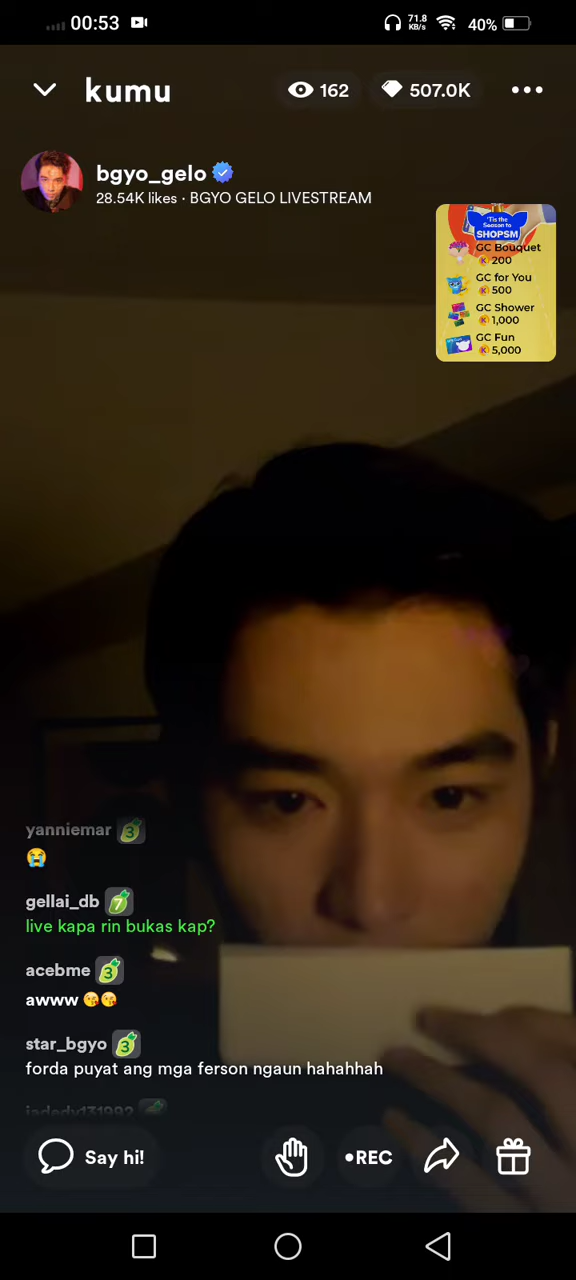 00:53
71.8
KB/s
40%
kumu
162
507.0K
bgyo_gelo
28.54K likes · BGYO GELO LIVESTREAM
'Tis the
Season to
SHOPSM
GC Bouquet
200
GC for You
500
GC Shower
1,000
GC Fun
5,000
yanniemar 3
😭
gellai_db 7
live kapa rin bukas kap?
acebme 3
awww 😘😘
star_bgyo 3
forda puyat ang mga ferson ngaun hahahhah
jadedy131992
Say hi!
•REC